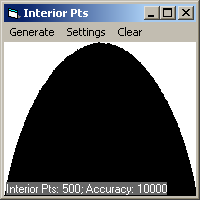 Interior Pts
Generate Settings Clear
Interior Pts: 500; Accuracy: 10000